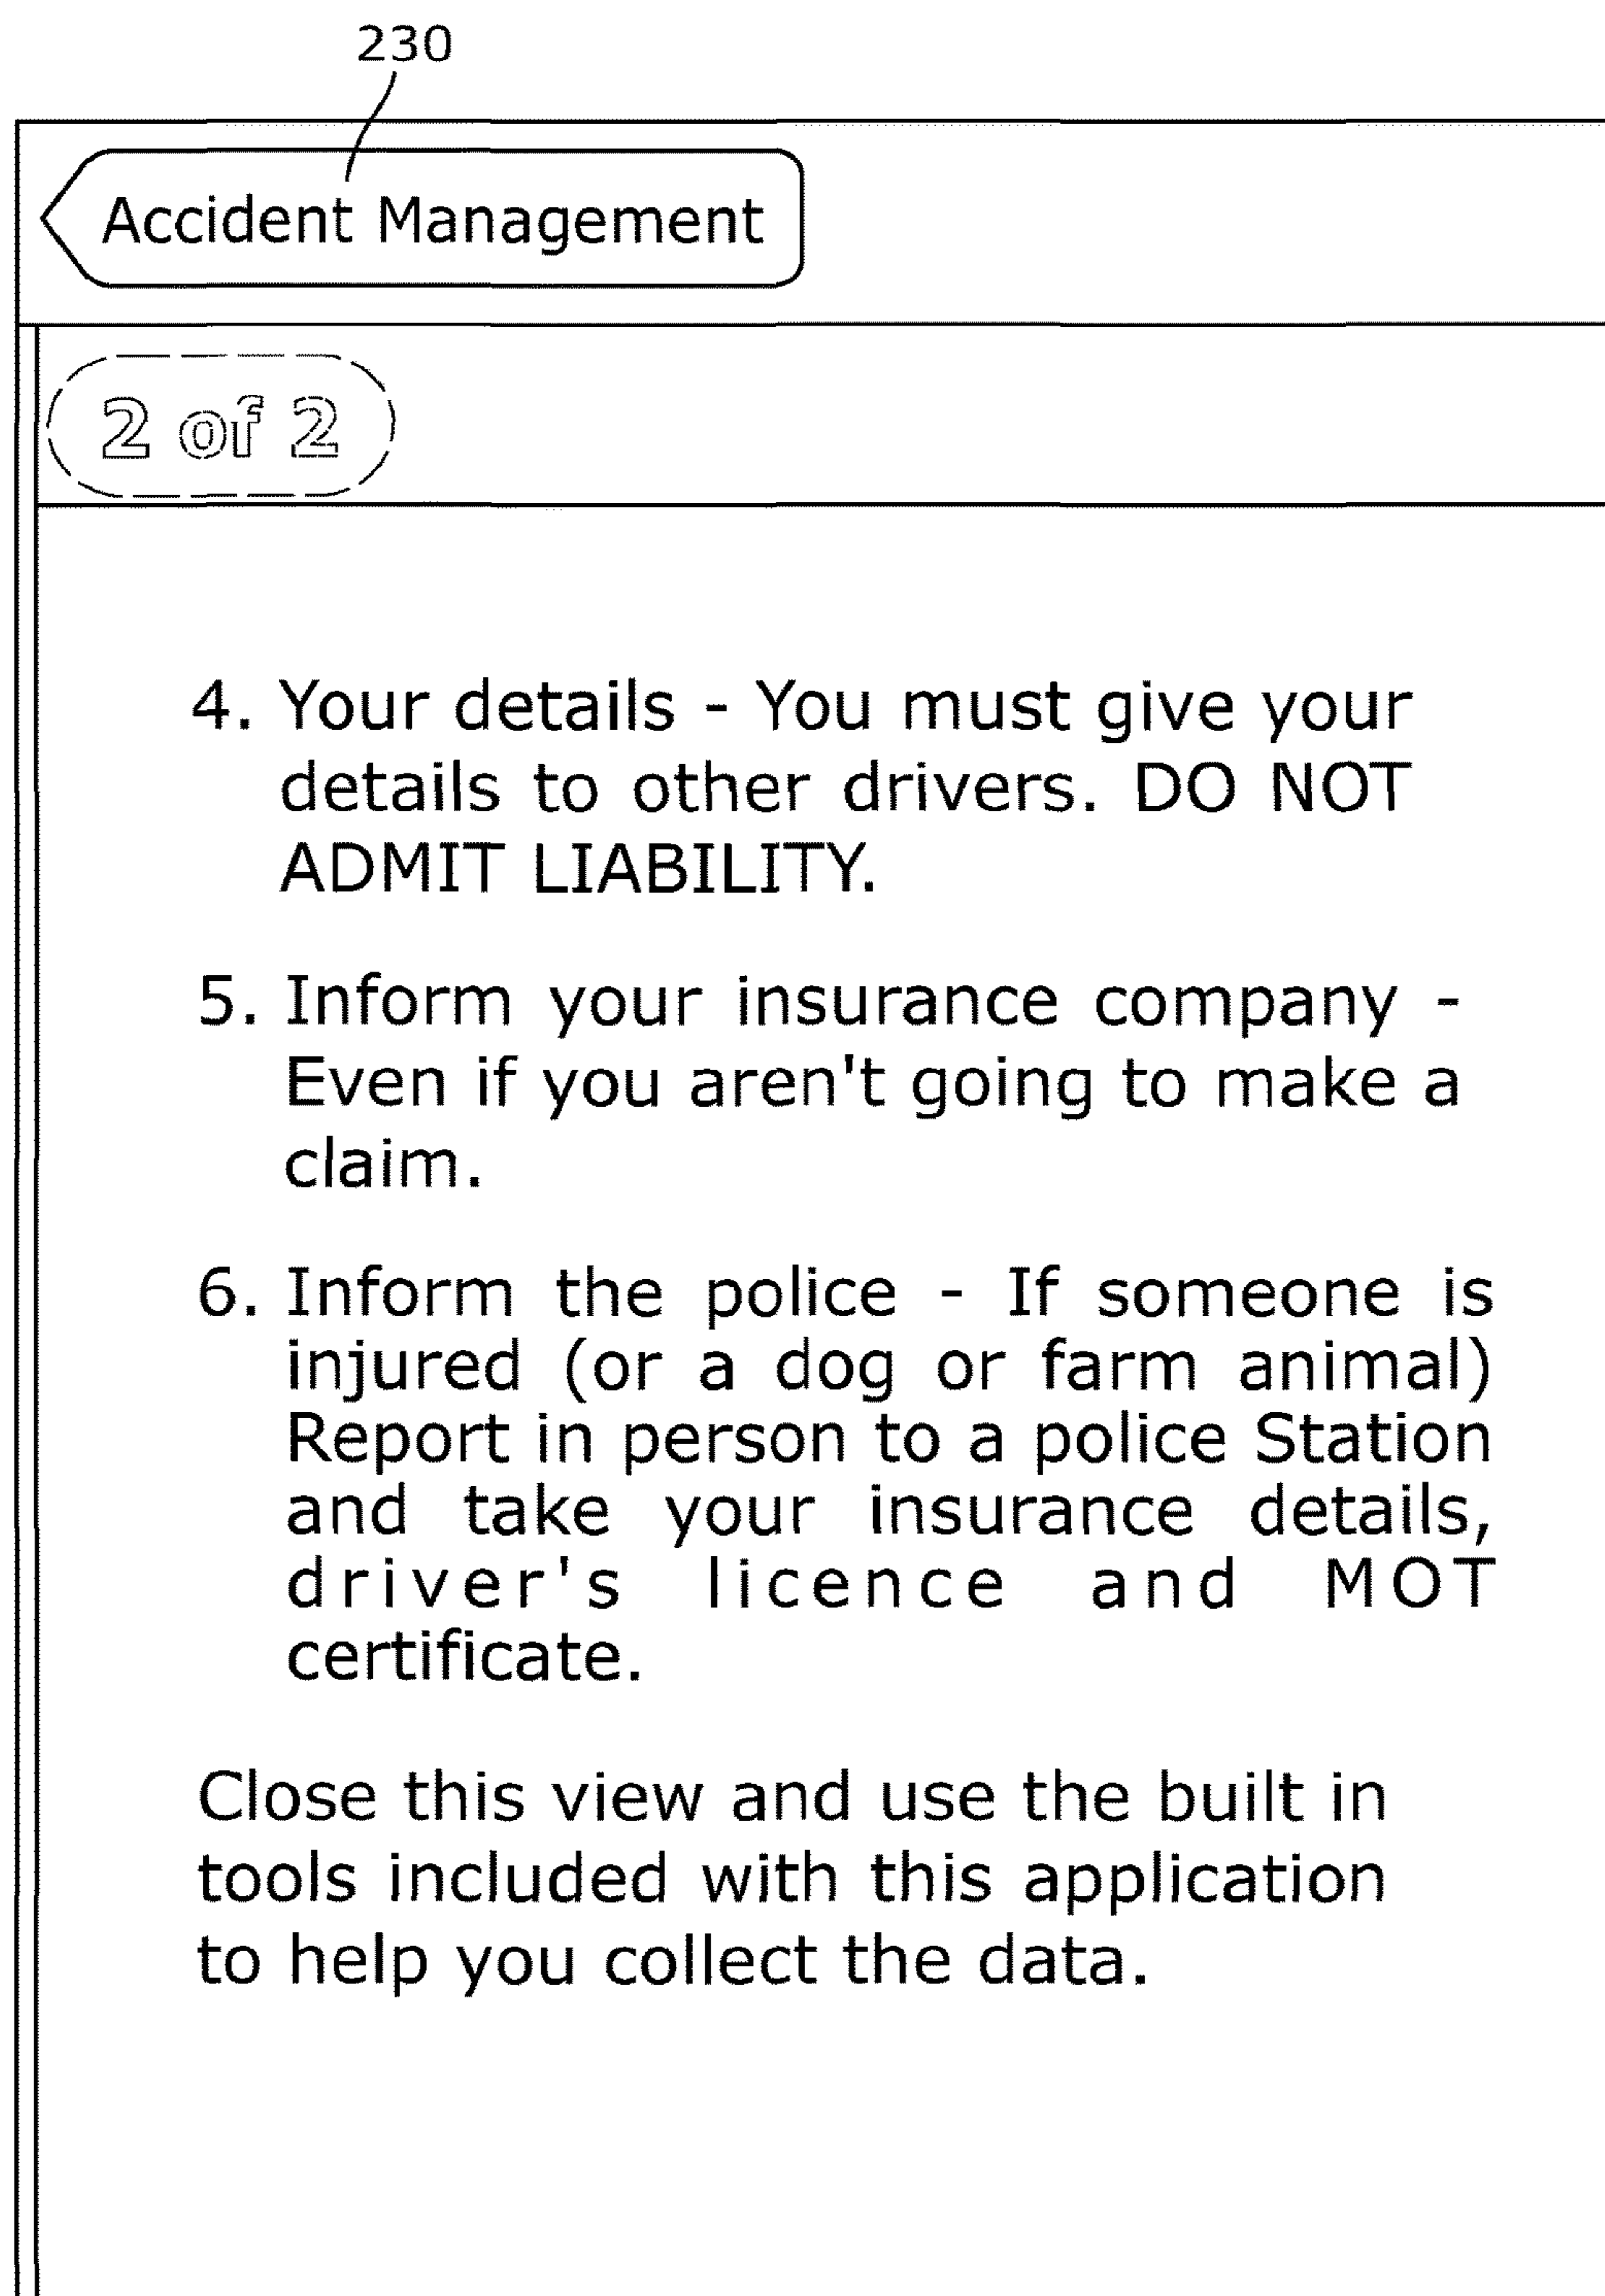 230
Accident Management
2 of 2
4. Your details - You must give your
details to other drivers. DO NOT
ADMIT LIABILITY.
5. Inform your insurance company -
Even if you aren't going to make a
claim.
6. Inform the police - If someone is
injured (or a dog or farm animal)
Report in person to a police Station
and take your insurance details,
driver's licence and MOT
certificate.
Close this view and use the built in
tools included with this application
to help you collect the data.